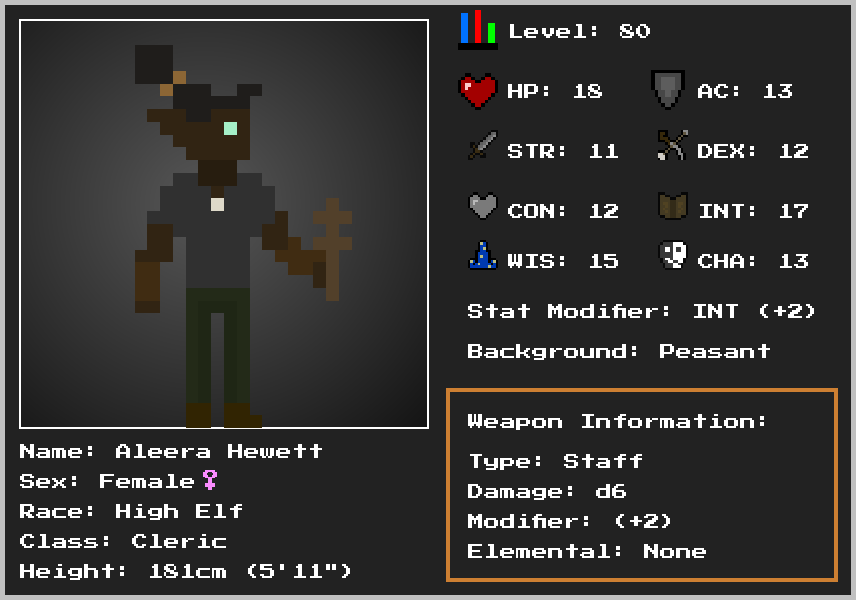 Level: 80
HP: 18
AC: 13
STR: 11
DEX: 12
CON: 12
INT: 17
WIS: 15
CHA: 13
Stat Modifier: INT (+2)
Background: Peasant
Weapon Information:
Type: Staff
Damage: d6
Modifier: (+2)
Elemental: None
Name: Aleera Hewett
Sex: Female♀
Race: High Elf
Class: Cleric
Height: 181cm (5'11")